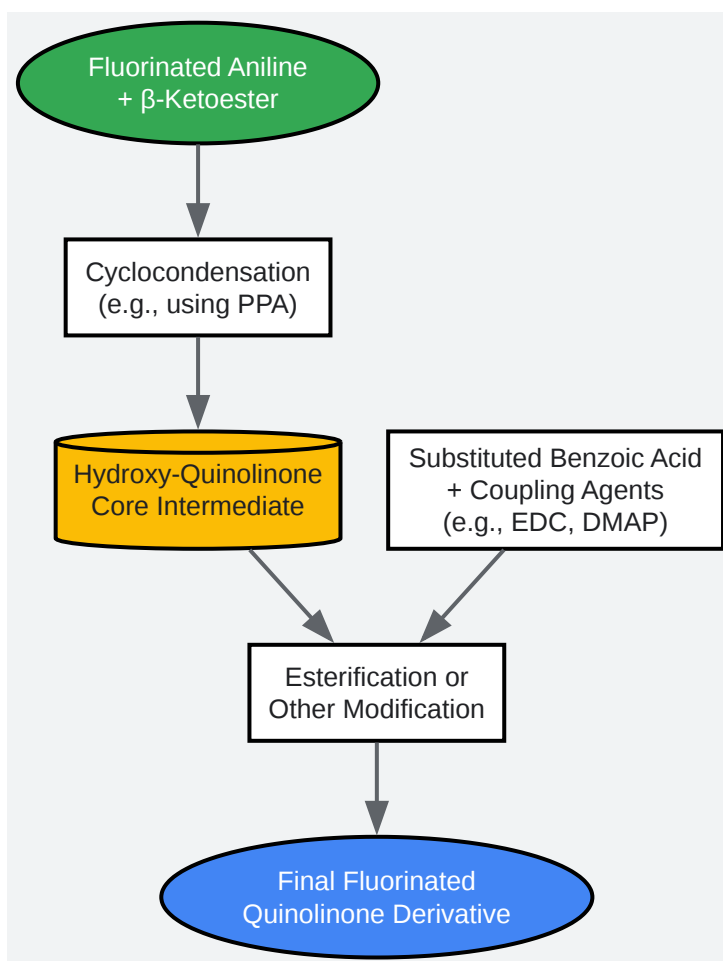 Fluorinated Aniline
+ β-Ketoester
Cyclocondensation
(e.g., using PPA)
Hydroxy-Quinolinone
Core Intermediate
Substituted Benzoic Acid
+ Coupling Agents
(e.g., EDC, DMAP)
Esterification or
Other Modification
Final Fluorinated
Quinolinone Derivative